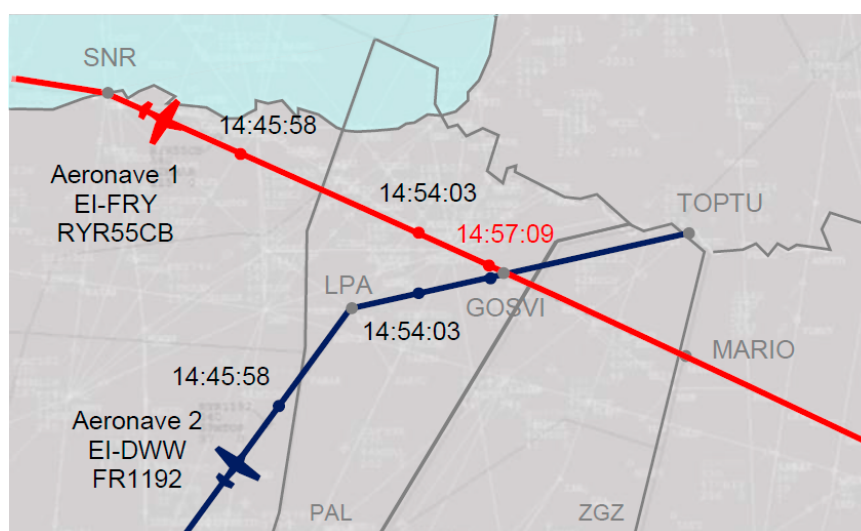 SNR
14:45:58
Aeronave 1
EI-FRY
RYR55CB
14:54:03
TOPTU
14:57:09
LPA
GOSVI
14:54:03
MARIO
14:45:58
Aeronave 2
EI-DWW
FR1192
PAL
ZGZ